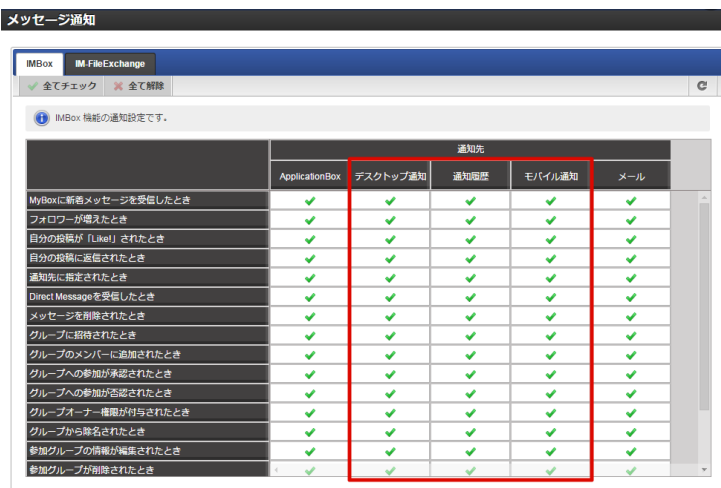 メッセージ通知
IMBox IM-FileExchange
全てチェック 全て解除
IMBox 機能の通知設定です。
通知先
ApplicationBox デスクトップ通知 通知履歴 モバイル通知 メール
MyBoxに新着メッセージを受信したとき
フォロワーが増えたとき
自分の投稿が「Like!」されたとき
自分の投稿に返信されたとき
通知先に指定されたとき
Direct Messageを受信したとき
メッセージを削除されたとき
グループに招待されたとき
グループのメンバーに追加されたとき
グループへの参加が承認されたとき
グループへの参加が否認されたとき
グループオーナー権限が付与されたとき
グループから除名されたとき
参加グループの情報が編集されたとき
参加グループが削除されたとき